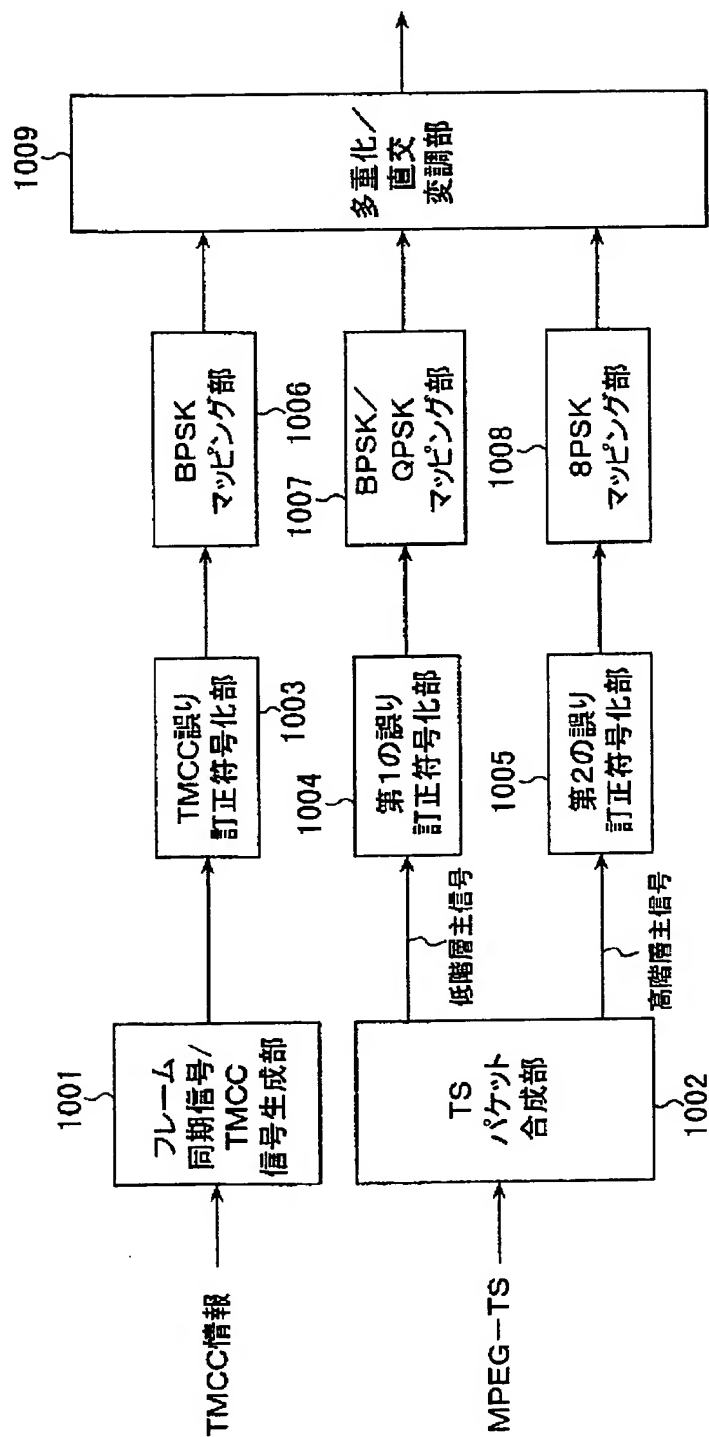 TMCC情報
1001
フレーム
同期信号/
TMCC
信号生成部
TMCC誤り
訂正符号化部
1003
BPSK
マッピング部
1006
MPEG-TS
TS
パケット
合成部
1002
低階層主信号
高階層主信号
1004
第1の誤り
訂正符号化部
1007
BPSK/
QPSK
マッピング部
1005
第2の誤り
訂正符号化部
1008
8PSK
マッピング部
1009
多重化/
直交
変調部